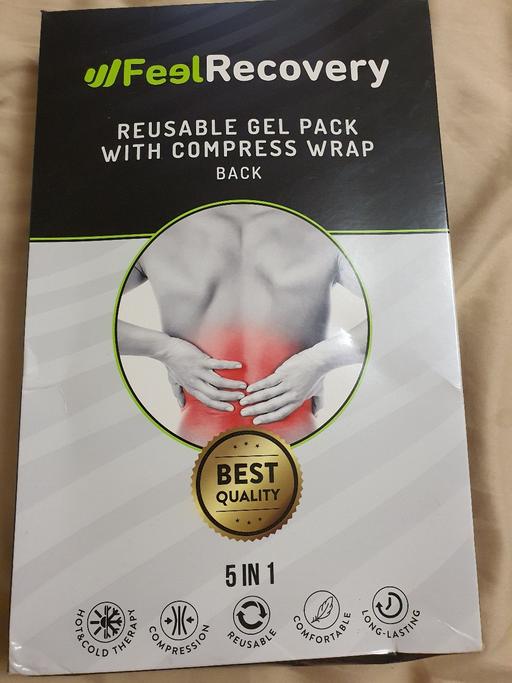 FeelRecovery
REUSABLE GEL PACK
WITH COMPRESS WRAP
BACK
BEST
QUALITY
5 IN 1
HOT&COLD THERAPY
COMPRESSION
REUSABLE
COMFORTABLE
LONG-LASTING